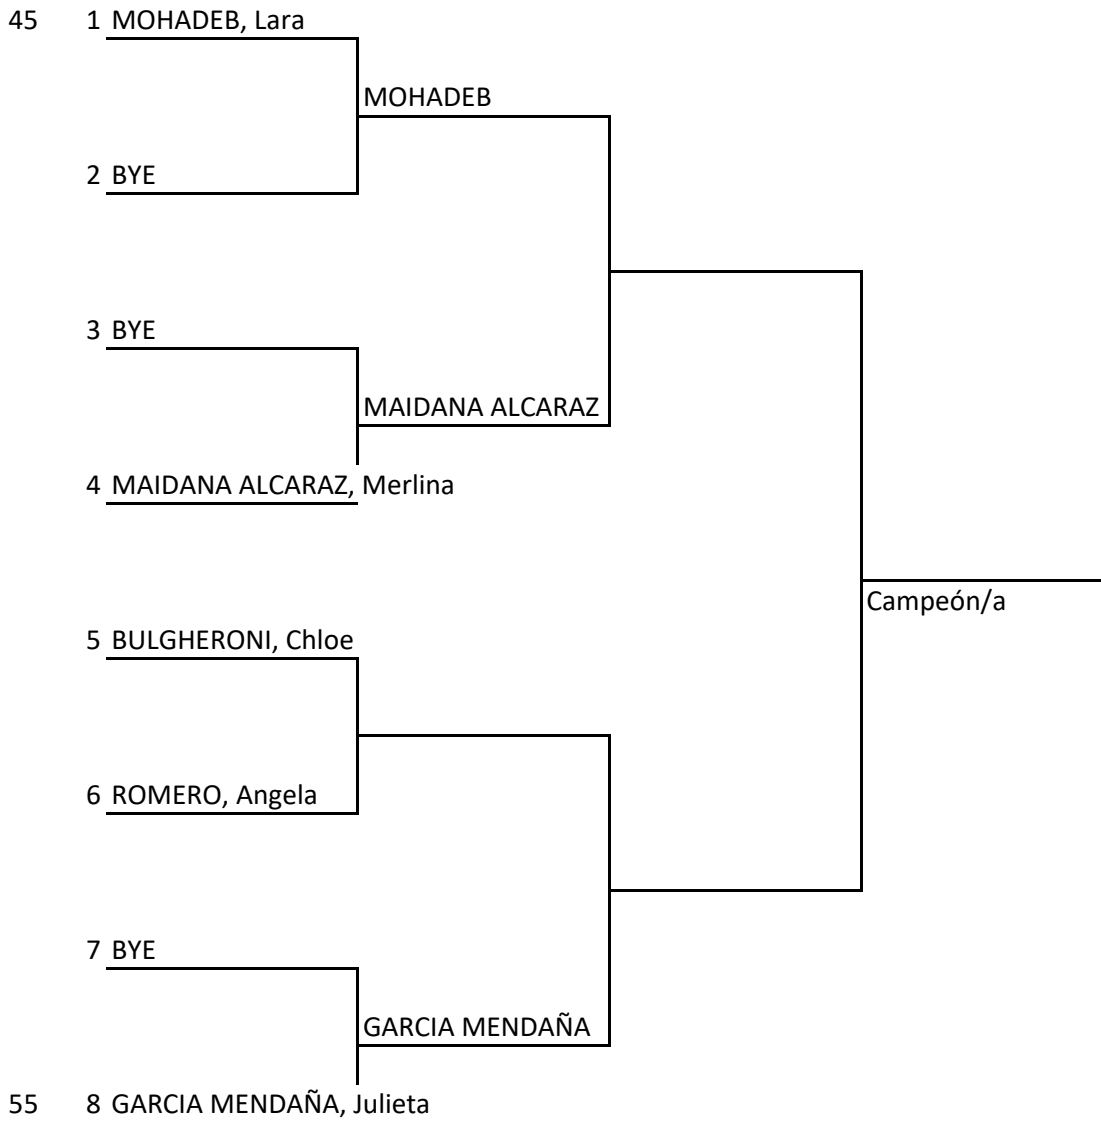 45 1 MOHADEB, Lara
MOHADEB
2 BYE
3 BYE
MAIDANA ALCARAZ
4 MAIDANA ALCARAZ, Merlina
Campeón/a
5 BULGHERONI, Chloe
6 ROMERO, Angela
7 BYE
GARCIA MENDAÑA
55 8 GARCIA MENDAÑA, Julieta